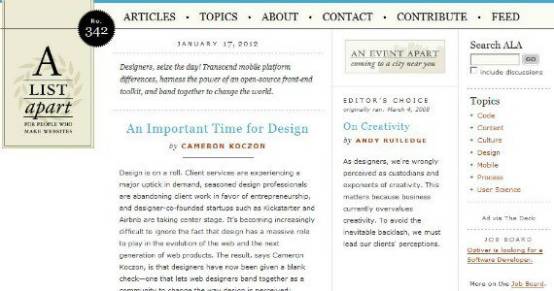 ARTICLES • TOPICS • ABOUT • CONTACT • CONTRIBUTE • FEED
No. 342
A LIST apart
FOR PEOPLE WHO
MAKE WEBSITES
JANUARY 17, 2012
Designers, seize the day! Transcend mobile platform
differences, harness the power of an open-source front-end
toolkit, and band together to change the world.
An Important Time for Design
by CAMERON KOCZON
Design is on a roll. Client services are experiencing a
major uptick in demand, seasoned design professionals
are abandoning client work in favor of entrepreneurship,
and designer-co-founded startups such as Kickstarter and
Airbnb are taking center stage. It's becoming increasingly
difficult to ignore the fact that design has a massive role
to play in the evolution of the web and the next
generation of web products. The result, says Cameron
Koczon, is that designers have now been given a blank
check—one that lets web designers band together as a
community to change the way design is perceived;
AN EVENT APART
coming to a city near you
EDITOR'S CHOICE
originally ran: March 4, 2008
On Creativity
by ANDY RUTLEDGE
As designers, we're wrongly
perceived as custodians and
exponents of creativity. This
matters because business
currently overvalues
creativity. To avoid the
inevitable backlash, we must
lead our clients' perceptions.
Search ALA
GO
include discussions
Topics
• Code
• Content
• Culture
• Design
• Mobile
• Process
• User Science
Ad via The Deck
JOB BOARD
Optiver is looking for a
Software Developer.
More on the Job Board.